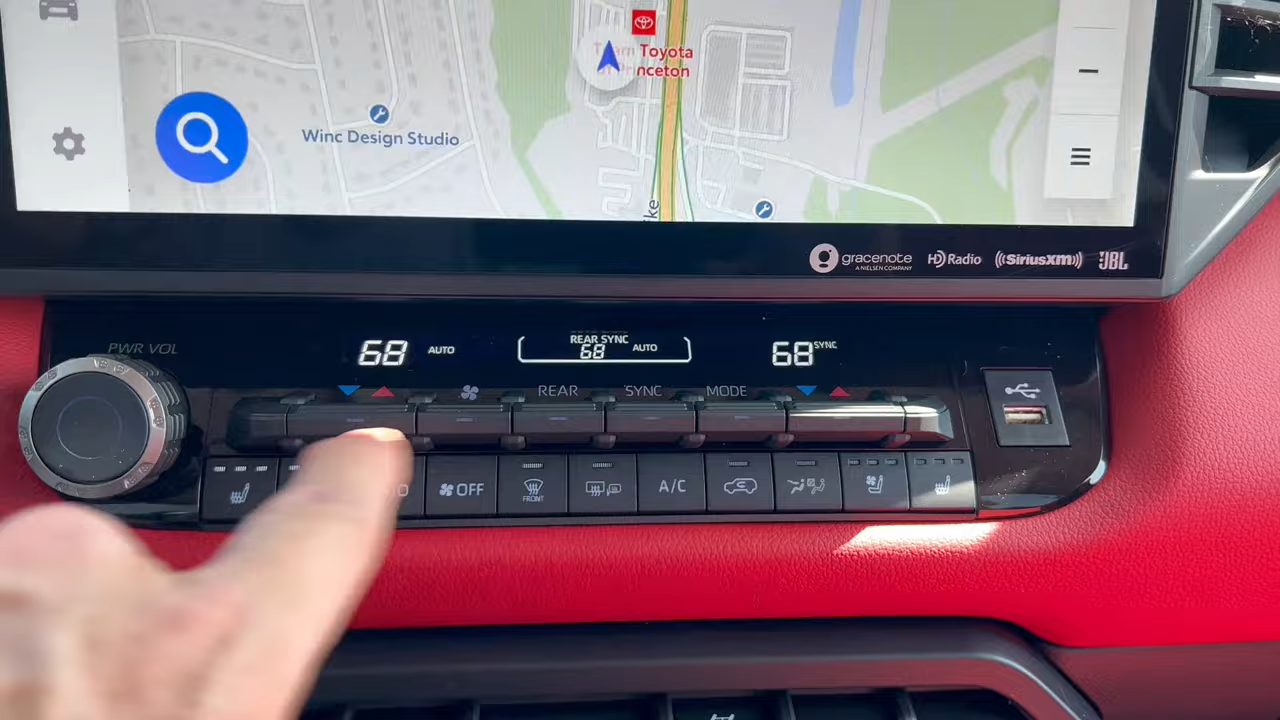 Toyota
Winc Design Studio
gracenote
A NIELSEN COMPANY
HD Radio
((SiriusXM))
JBL
PWR VOL
68 AUTO
REAR SYNC
68 AUTO
68 SYNC
REAR
SYNC
MODE
OFF
FRONT
A/C